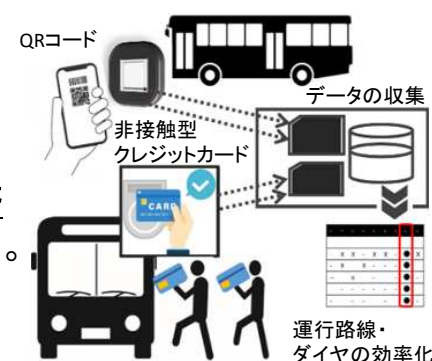 QRコード
データの収集
非接触型
クレジットカード
CARD
。
運行路線・
ダイヤの効率化